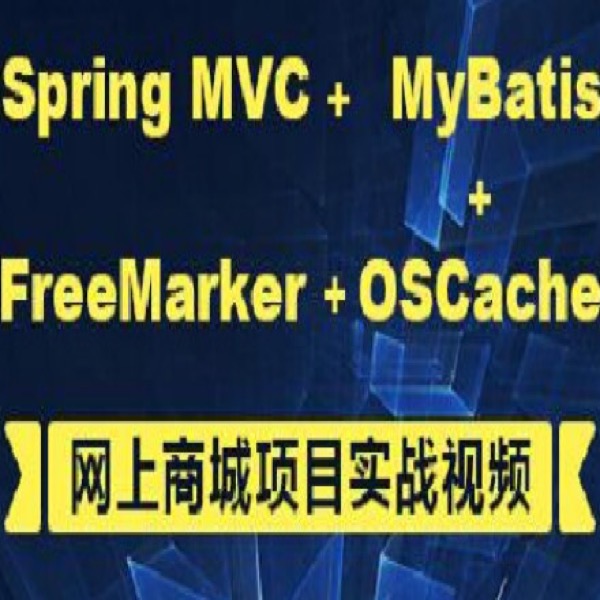 Spring MVC + MyBatis
+
FreeMarker + OSCache
网上商城项目实战视频